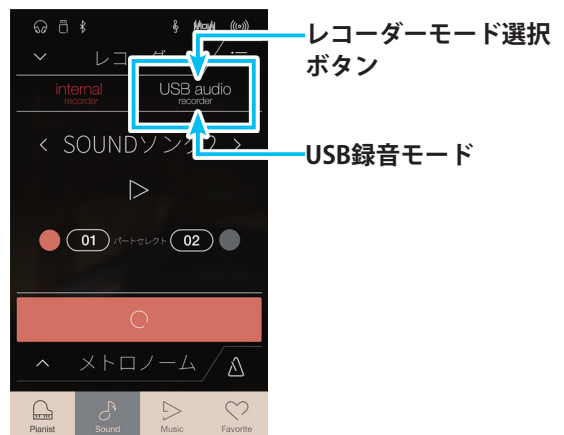 レコーダーモード選択
ボタン
internal
recorder
USB audio
recorder
SOUNDソング2
USB録音モード
01 パートセレクト 02
メトロノーム
Pianist Sound Music Favorite